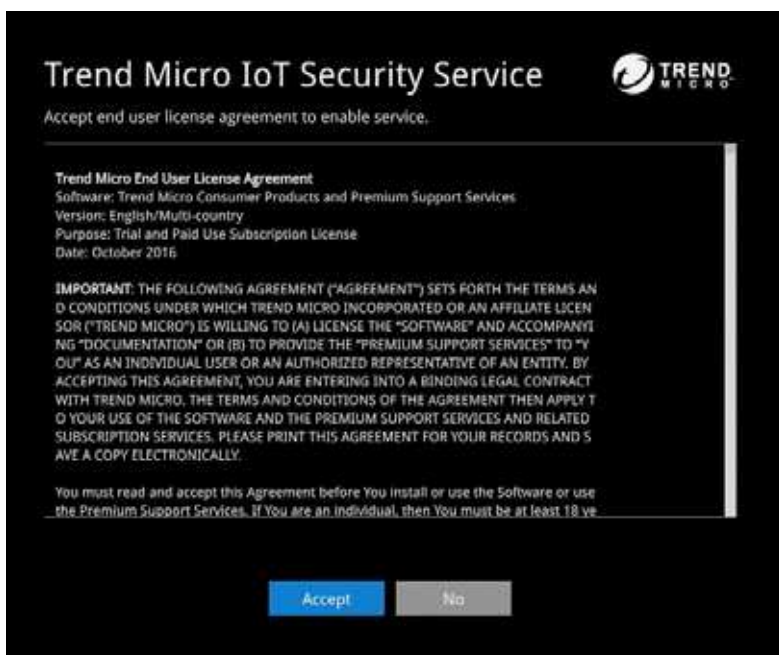 Trend Micro IoT Security Service
TREND
MICRO
Accept end user license agreement to enable service.
Trend Micro End User License Agreement
Software: Trend Micro Consumer Products and Premium Support Services
Version: English/Multi-country
Purpose: Trial and Paid Use Subscription License
Date: October 2016
IMPORTANT: THE FOLLOWING AGREEMENT ("AGREEMENT") SETS FORTH THE TERMS AN
D CONDITIONS UNDER WHICH TREND MICRO INCORPORATED OR AN AFFILIATE LICEN
SOR ("TREND MICRO") IS WILLING TO (A) LICENSE THE "SOFTWARE" AND ACCOMPANYI
NG "DOCUMENTATION" OR (B) TO PROVIDE THE "PREMIUM SUPPORT SERVICES" TO "Y
OU" AS AN INDIVIDUAL USER OR AN AUTHORIZED REPRESENTATIVE OF AN ENTITY. BY
ACCEPTING THIS AGREEMENT, YOU ARE ENTERING INTO A BINDING LEGAL CONTRACT
WITH TREND MICRO. THE TERMS AND CONDITIONS OF THE AGREEMENT THEN APPLY T
O YOUR USE OF THE SOFTWARE AND THE PREMIUM SUPPORT SERVICES AND RELATED
SUBSCRIPTION SERVICES. PLEASE PRINT THIS AGREEMENT FOR YOUR RECORDS AND S
AVE A COPY ELECTRONICALLY.
You must read and accept this Agreement before You install or use the Software or use
the Premium Support Services. If You are an individual, then You must be at least 18 ye
Accept
No